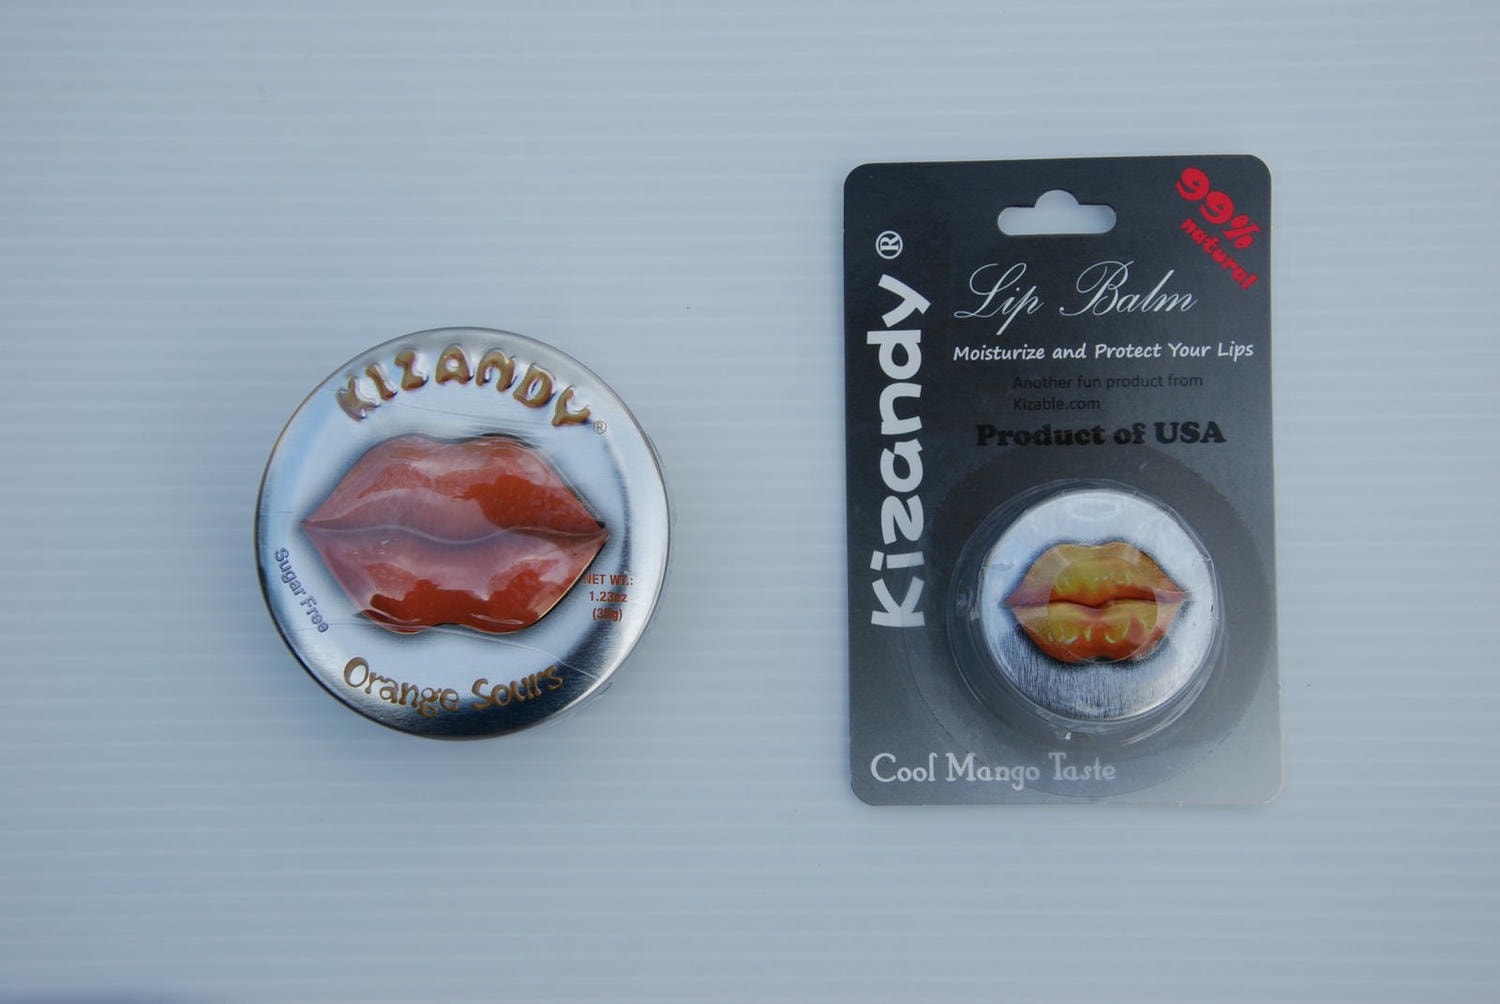 KIZANDY®
Sugar Free
NET WT.:
1.23oz
(35g)
Orange Sours
99%
natural
Kizandy®
Lip Balm
Moisturize and Protect Your Lips
Another fun product from
Kizable.com
Product of USA
Cool Mango Taste